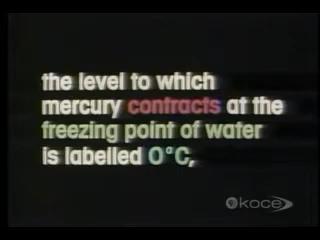 the level to which
mercury contracts at the
freezing point of water
is labelled 0°C,
koce